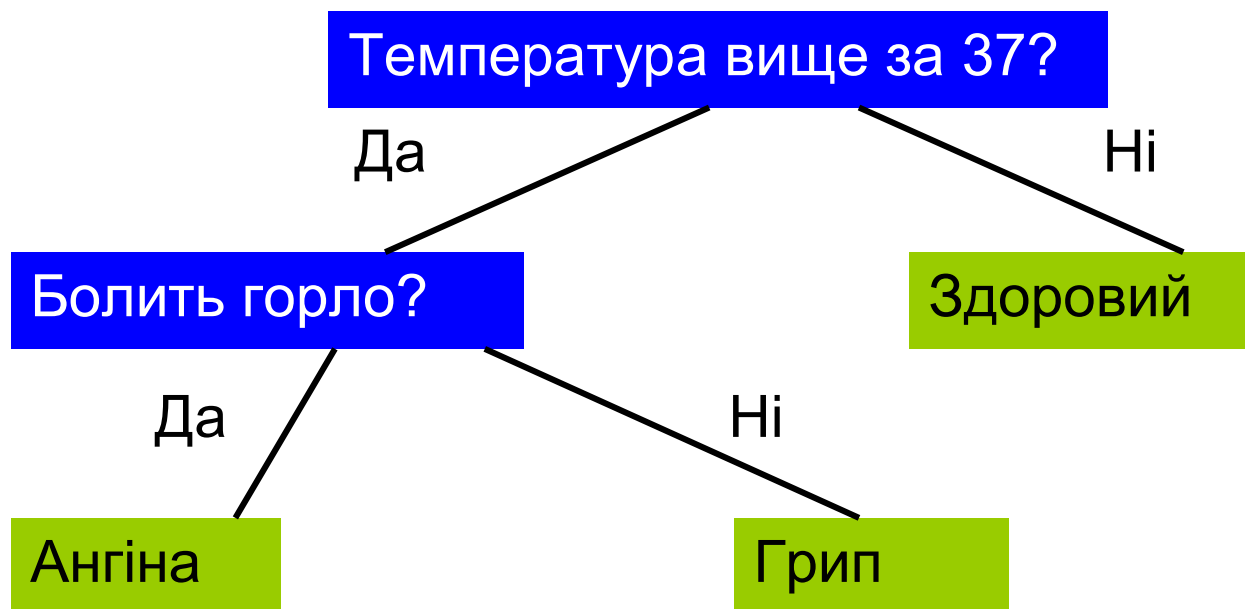 Температура вище за 37?
Да
Ні
Болить горло?
Здоровий
Да
Ні
Ангіна
Грип